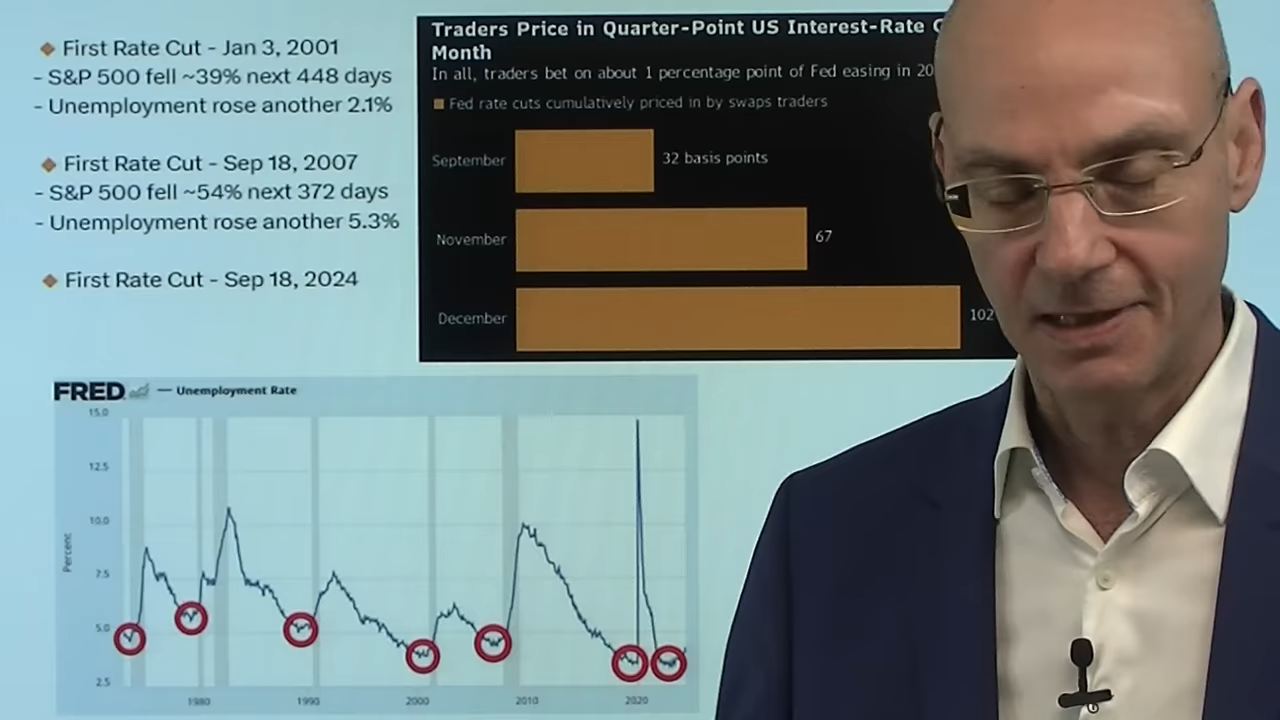 ◆ First Rate Cut - Jan 3, 2001
- S&P 500 fell ~39% next 448 days
- Unemployment rose another 2.1%
◆ First Rate Cut - Sep 18, 2007
- S&P 500 fell ~54% next 372 days
- Unemployment rose another 5.3%
◆ First Rate Cut - Sep 18, 2024
Traders Price in Quarter-Point US Interest-Rate
Month
In all, traders bet on about 1 percentage point of Fed easing in 20
Fed rate cuts cumulatively priced in by swaps traders
September 32 basis points
November 67
December 102
FRED — Unemployment Rate
15.0
12.5
10.0
7.5
5.0
2.5
Percent
1980 1990 2000 2010 2020